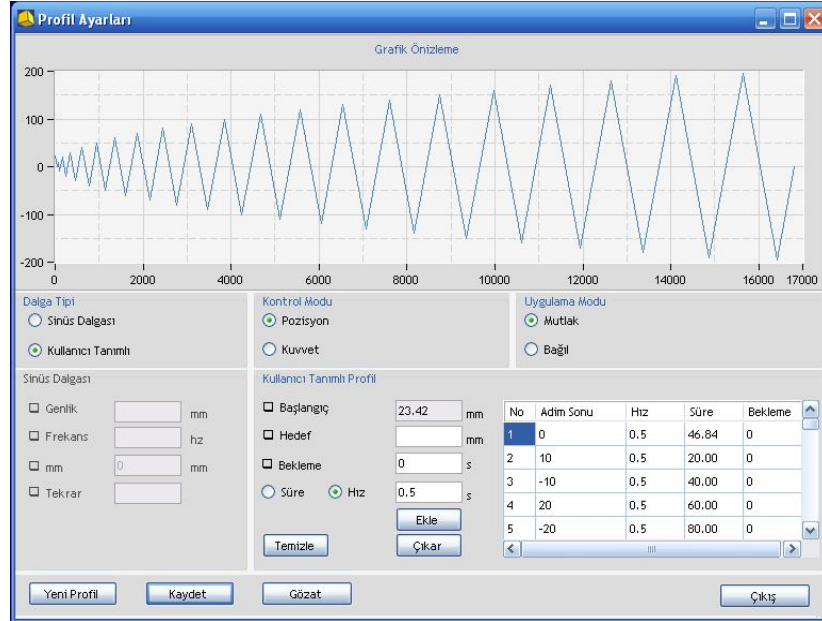 Profil Ayarları
Grafik Önizleme
200
100
0
-100
-200
0 2000 4000 6000 8000 10000 12000 14000 16000 17000
Dalga Tipi
Sinüs Dalgası
Kullanıcı Tanımlı
Kontrol Modu
Pozisyon
Kuvvet
Uygulama Modu
Mutlak
Bağıl
Sinüs Dalgası
Genlik mm
Frekans hz
mm 0 mm
Tekrar
Kullanıcı Tanımlı Profil
Başlangıç 23.42 mm
Hedef mm
Bekleme 0 s
Süre Hız 0.5 s
Ekle
Temizle Çıkar
No Adim Sonu Hız Süre Bekleme
1 0 0.5 46.84 0
2 10 0.5 20.00 0
3 -10 0.5 40.00 0
4 20 0.5 60.00 0
5 -20 0.5 80.00 0
Yeni Profil Kaydet Gözat Çıkış